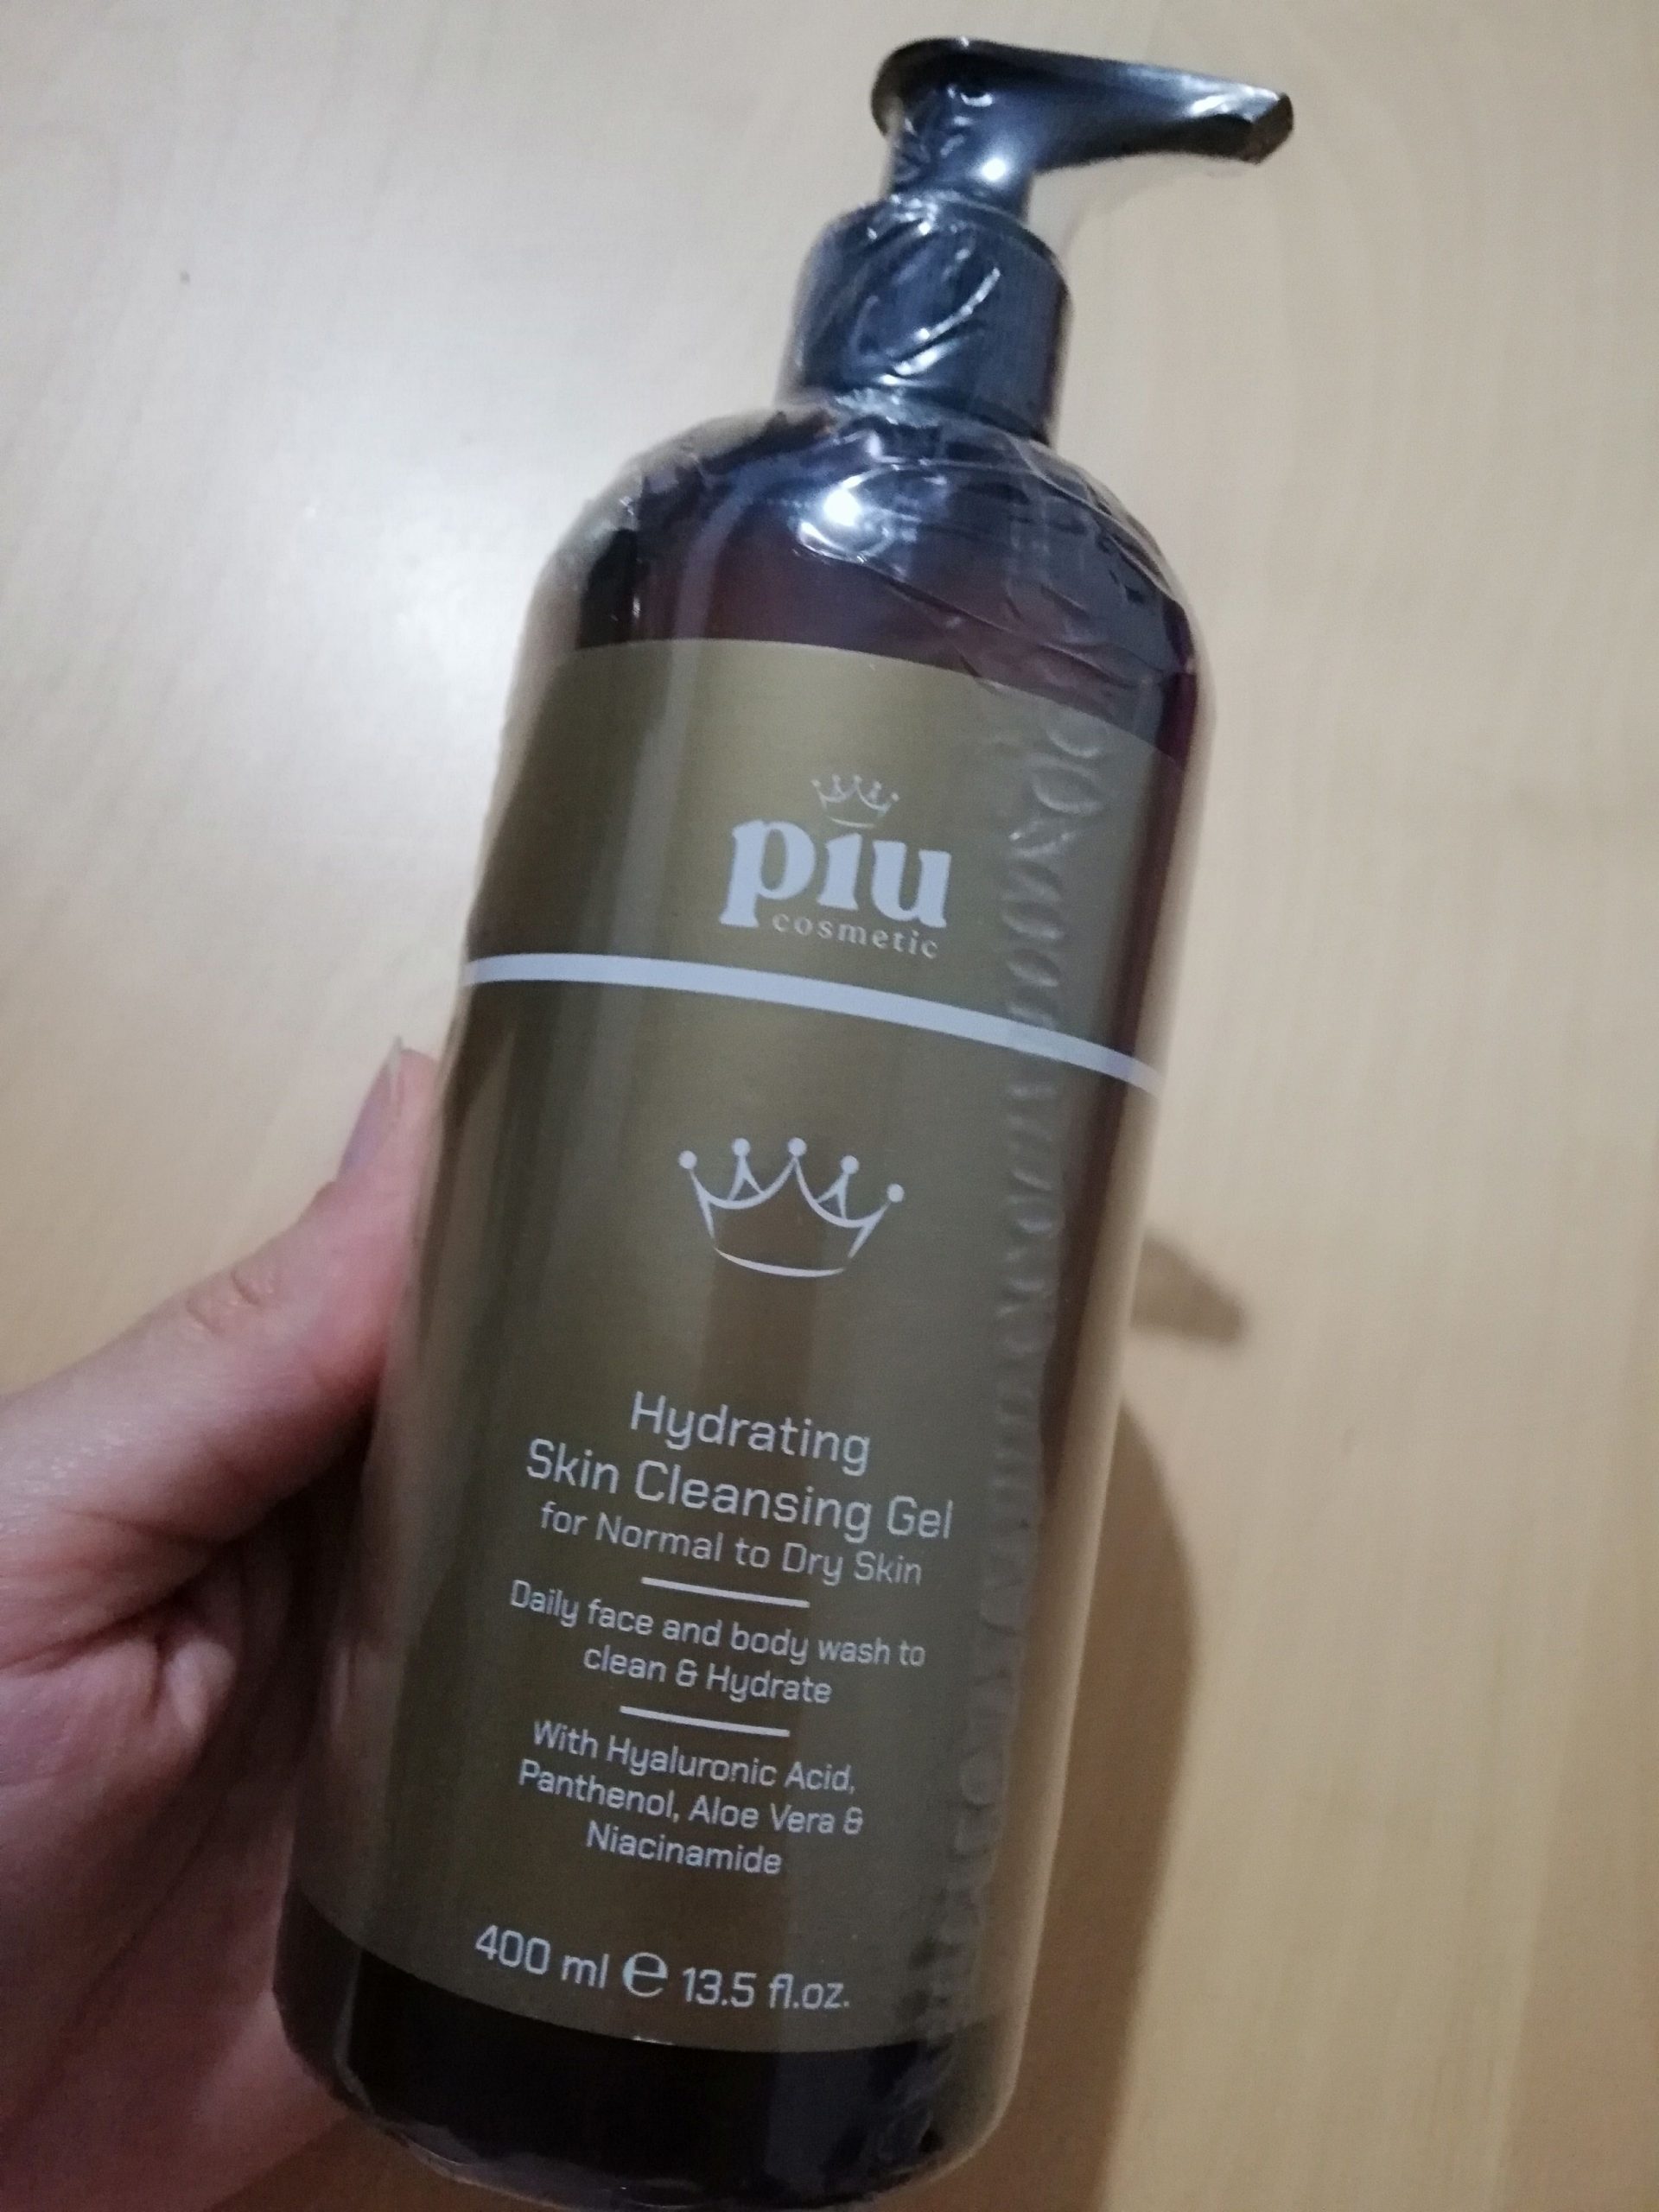 piu
cosmetic
Hydrating
Skin Cleansing Gel
for Normal to Dry Skin
Daily face and body wash to
clean & Hydrate
With Hyaluronic Acid,
Panthenol, Aloe Vera &
Niacinamide
400 ml ℮ 13.5 fl.oz.